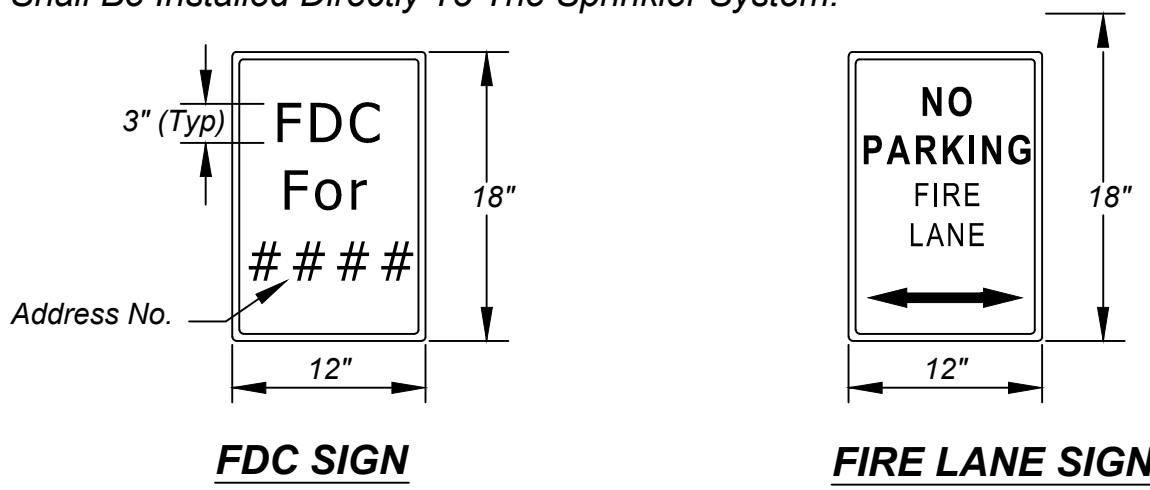 Shall Be Installed Directly To The Sprinkler System.
3" (Typ)
FDC
For
####
Address No.
18"
12"
FDC SIGN
NO
PARKING
FIRE
LANE
18"
12"
FIRE LANE SIGN